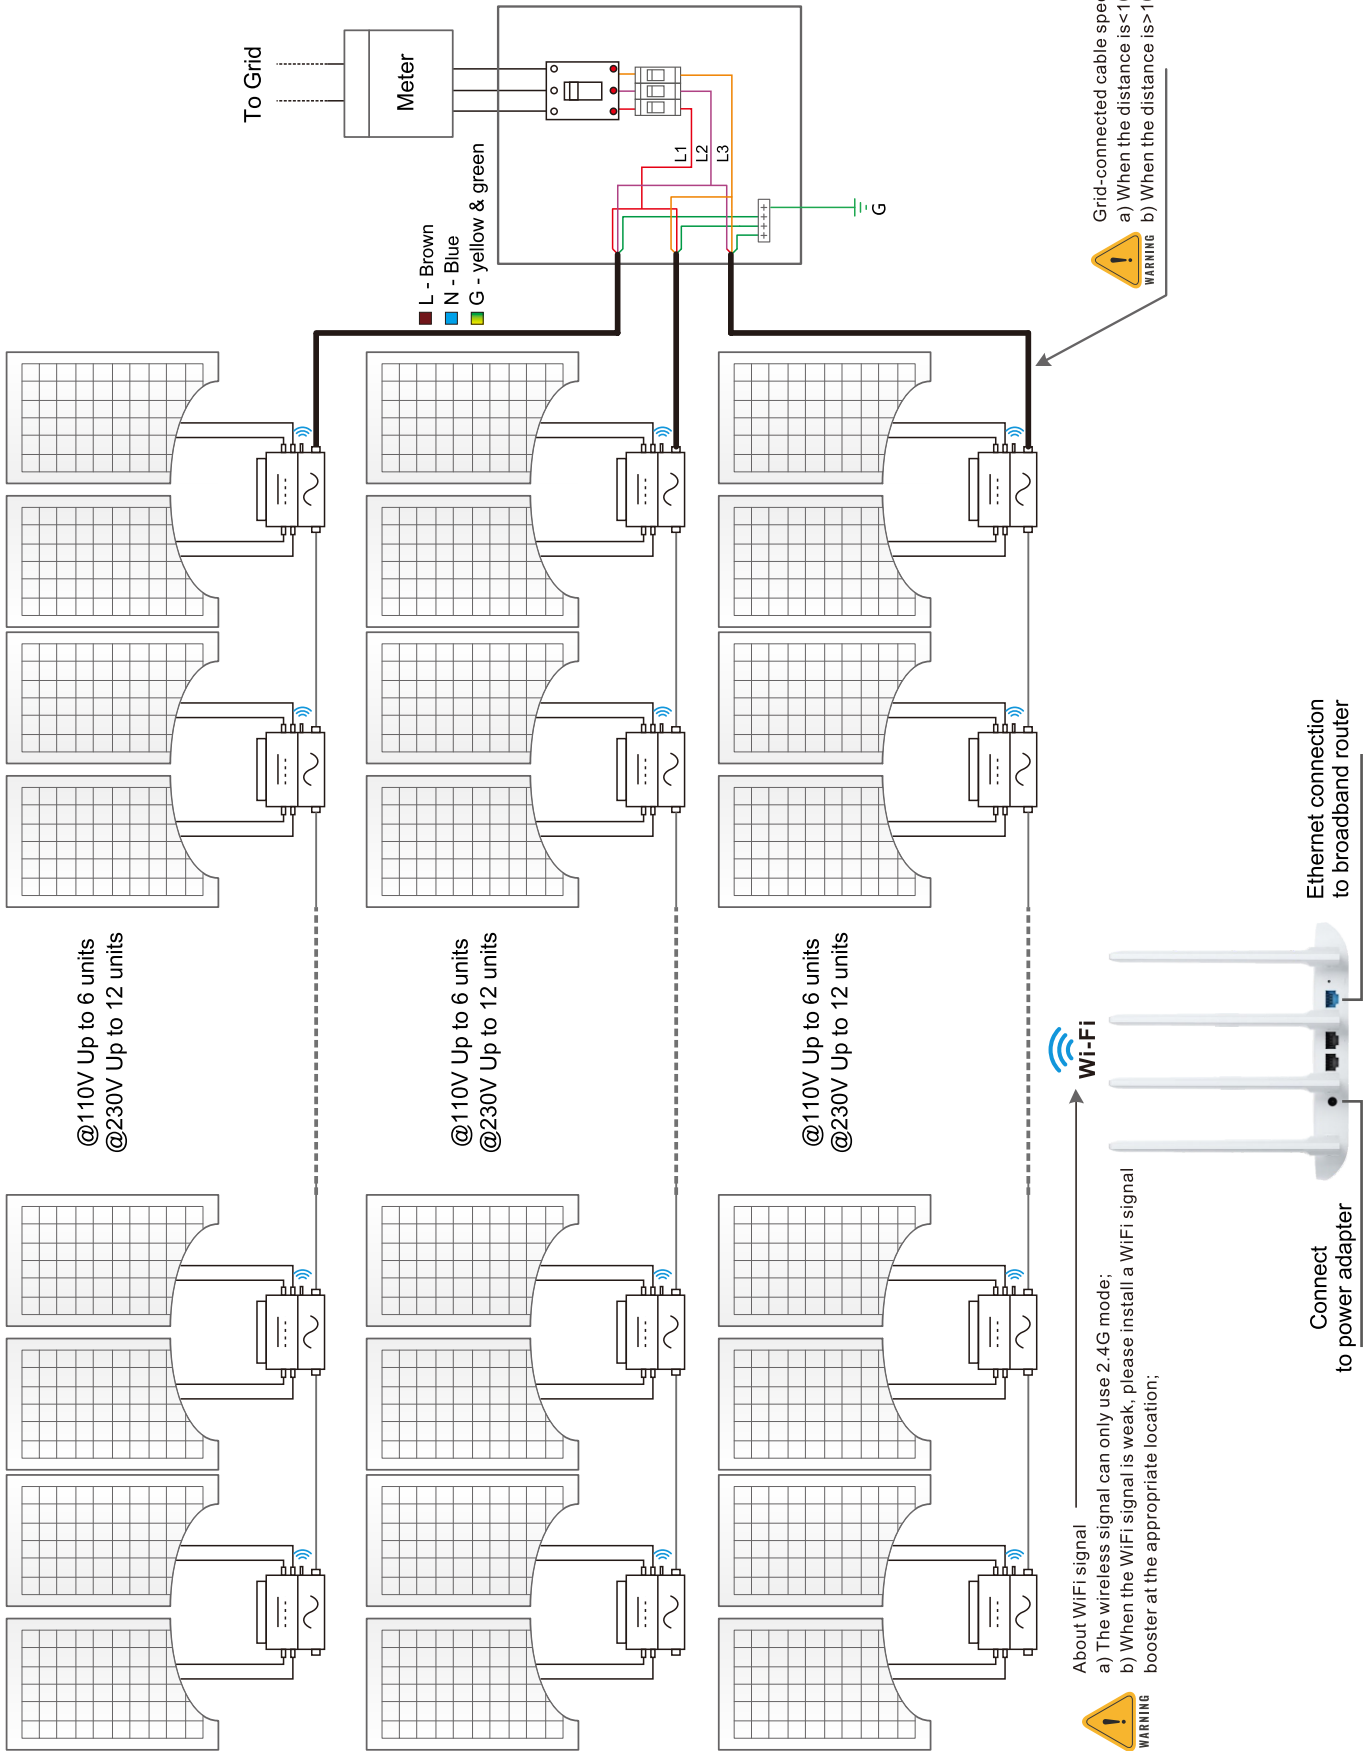 To Grid
Meter
L - Brown
N - Blue
G - yellow & green
L1
L2
L3
G
@110V Up to 6 units
@230V Up to 12 units
@110V Up to 6 units
@230V Up to 12 units
@110V Up to 6 units
@230V Up to 12 units
WARNING
Grid-connected cable
a) When the distance is<
b) When the distance is>
Wi-Fi
WARNING
About WiFi signal
a) The wireless signal can only use 2.4G mode;
b) When the WiFi signal is weak, please install a WiFi signal
booster at the appropriate location;
Connect
to power adapter
Ethernet connection
to broadband router